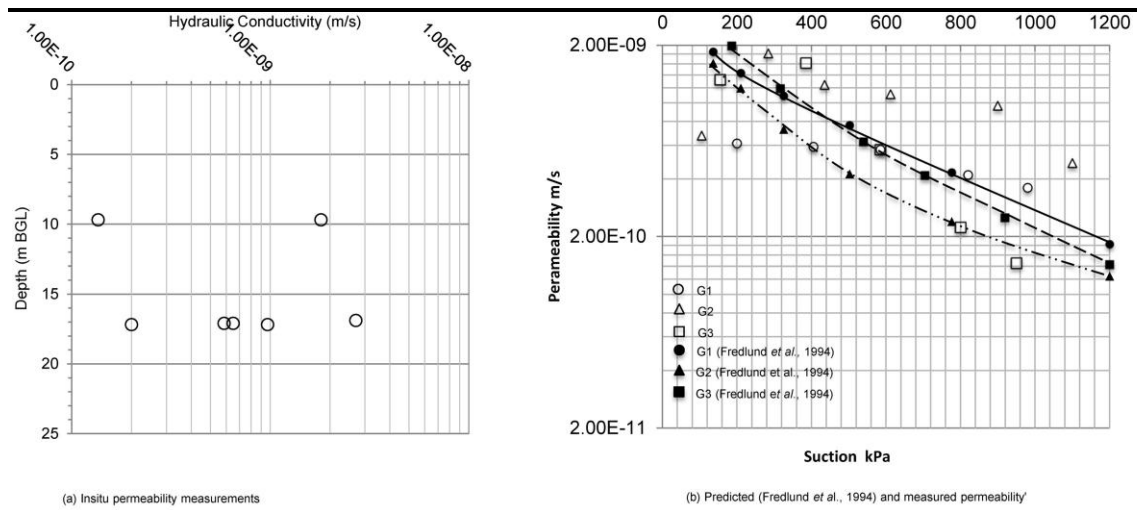 Hydraulic Conductivity (m/s)
1.00E-10
1.00E-09
1.00E-08
0
5
10
15
20
25
Depth (m BGL)
(a) Insitu permeability measurements
0 200 400 600 800 1000 1200
2.00E-09
2.00E-10
2.00E-11
Perameability m/s
G1
G2
G3
G1 (Fredlund et al., 1994)
G2 (Fredlund et al., 1994)
G3 (Fredlund et al., 1994)
Suction kPa
(b) Predicted (Fredlund et al., 1994) and measured permeability'